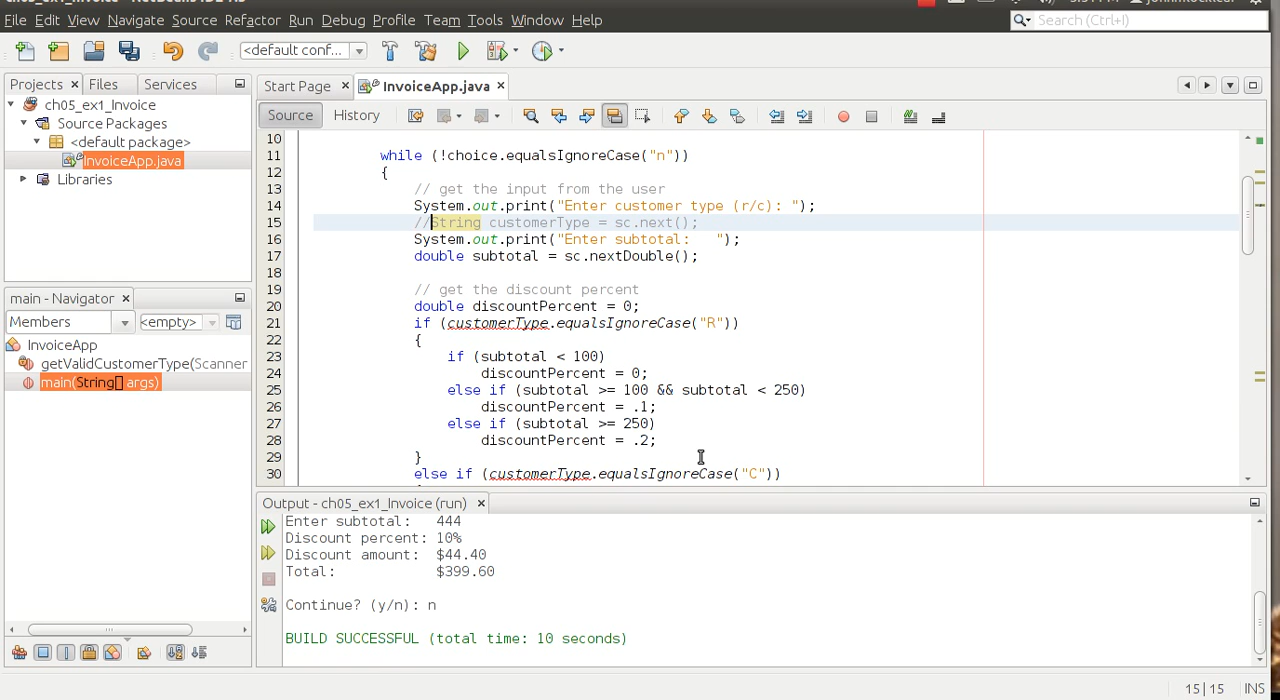 File Edit View Navigate Source Refactor Run Debug Profile Team Tools Window Help
Search (Ctrl+I)
<default conf...
Projects Files Services
Start Page InvoiceApp.java
ch05_ex1_Invoice
Source Packages
<default package>
InvoiceApp.java
Libraries
Source History
10
11 while (!choice.equalsIgnoreCase("n"))
12 {
13 // get the input from the user
14 System.out.print("Enter customer type (r/c): ");
15 //String customerType = sc.next();
16 System.out.print("Enter subtotal:   ");
17 double subtotal = sc.nextDouble();
18
19 // get the discount percent
20 double discountPercent = 0;
21 if (customerType.equalsIgnoreCase("R"))
22 {
23 if (subtotal < 100)
24 discountPercent = 0;
25 else if (subtotal >= 100 && subtotal < 250)
26 discountPercent = .1;
27 else if (subtotal >= 250)
28 discountPercent = .2;
29 }
30 else if (customerType.equalsIgnoreCase("C"))
main - Navigator
Members <empty>
InvoiceApp
getValidCustomerType(Scanner
main(String[] args)
Output - ch05_ex1_Invoice (run)
Enter subtotal:   444
Discount percent: 10%
Discount amount:  $44.40
Total:            $399.60
Continue? (y/n): n
BUILD SUCCESSFUL (total time: 10 seconds)
15|15 INS